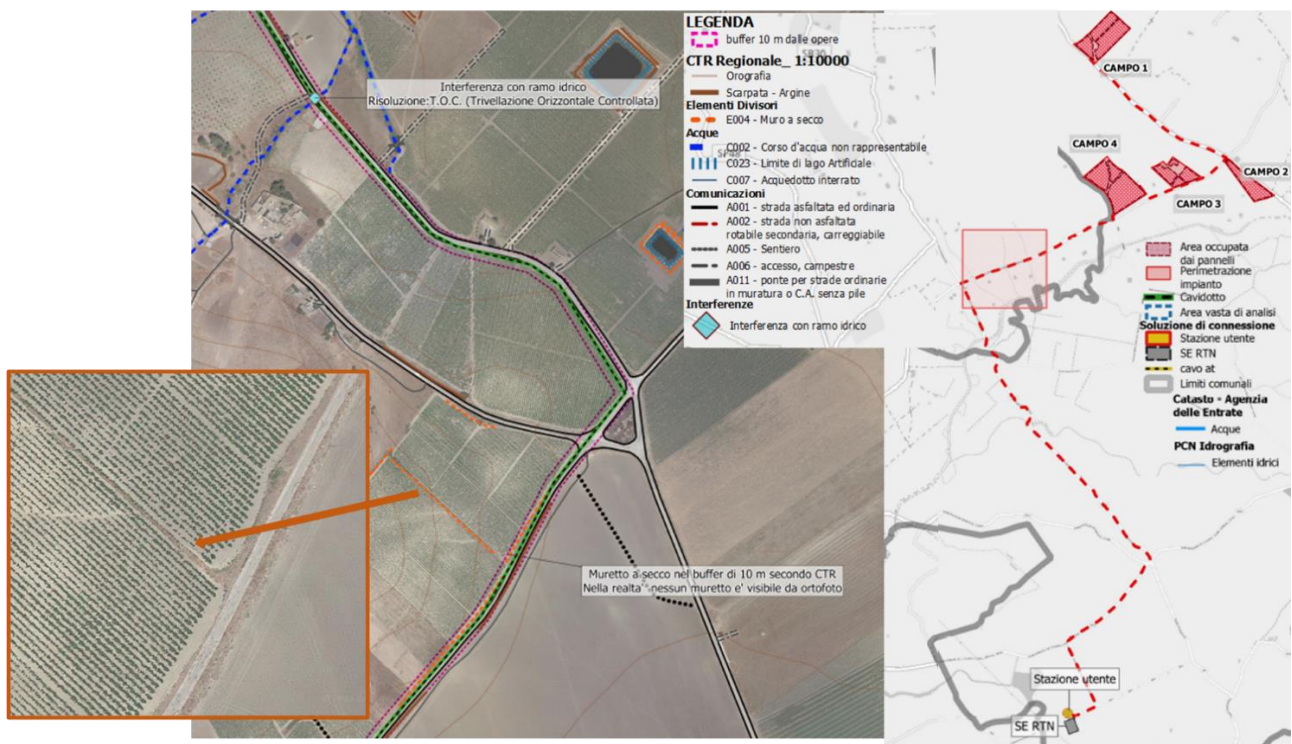 Interferenza con ramo idrico
Risoluzione:T.O.C. (Trivellazione Orizzontale Controllata)
Muretto a secco nel buffer di 10 m secondo CTR
Nella realta' nessun muretto e' visibile da ortofoto
LEGENDA
buffer 10 m dalle opere
CTR Regionale_ 1:10000
Orografia
Scarpata - Argine
Elementi Divisori
E004 - Muro a secco
Acque
C002 - Corso d'acqua non rappresentabile
C023 - Limite di lago Artificiale
C007 - Acquedotto interrato
Comunicazioni
A001 - strada asfaltata ed ordinaria
A002 - strada non asfaltata
rotabile secondaria, carreggiabile
A005 - Sentiero
A006 - accesso, campestre
A011 - ponte per strade ordinarie
in muratura o C.A. senza pile
Interferenze
Interferenza con ramo idrico
SP30
SP48
CAMPO 1
CAMPO 4
CAMPO 2
CAMPO 3
Area occupata
dai pannelli
Perimetrazione
impianto
Cavidotto
Area vasta di analisi
Soluzione di connessione
Stazione utente
SE RTN
cavo at
Limiti comunali
Catasto - Agenzia
delle Entrate
Acque
PCN Idrografia
Elementi idrici
Stazione utente
SE RTN